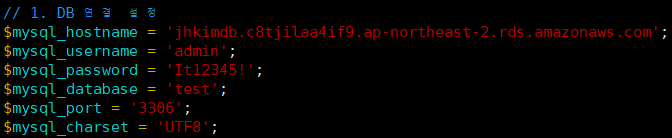 // 1. DB 연결 설정
$mysql_hostname = 'jhkimdb.c8tjilaa4if9.ap-northeast-2.rds.amazonaws.com';
$mysql_username = 'admin';
$mysql_password = 'It12345!';
$mysql_database = 'test';
$mysql_port = '3306';
$mysql_charset = 'UTF8';